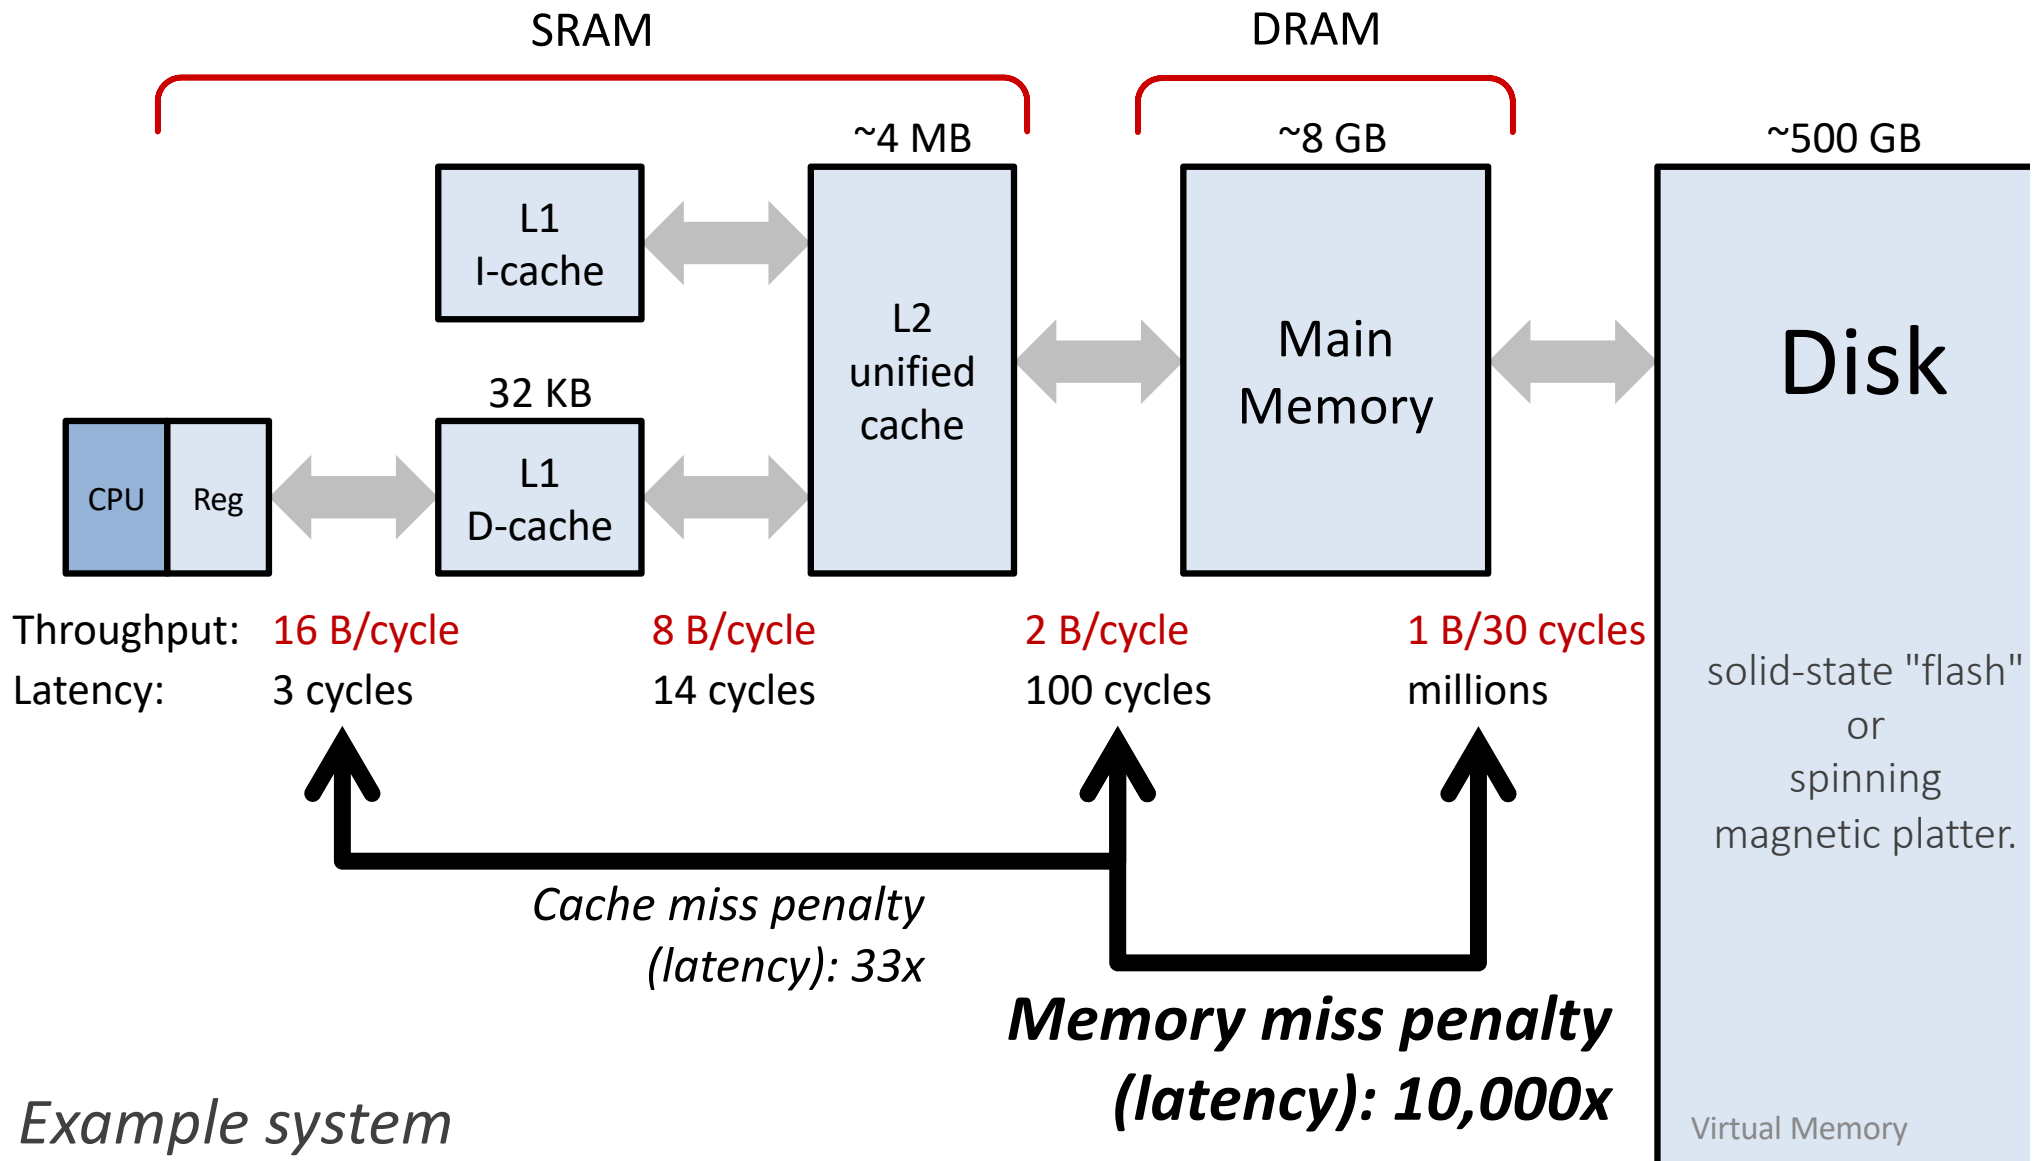 SRAM
DRAM
~4 MB
~8 GB
~500 GB
L1
I-cache
L2
unified
cache
Main
Memory
Disk
32 KB
CPU
Reg
L1
D-cache
Throughput: 16 B/cycle 8 B/cycle 2 B/cycle 1 B/30 cycles
Latency: 3 cycles 14 cycles 100 cycles millions
solid-state "flash"
or
spinning
magnetic platter.
Cache miss penalty
(latency): 33x
Memory miss penalty
(latency): 10,000x
Example system
Virtual Memory